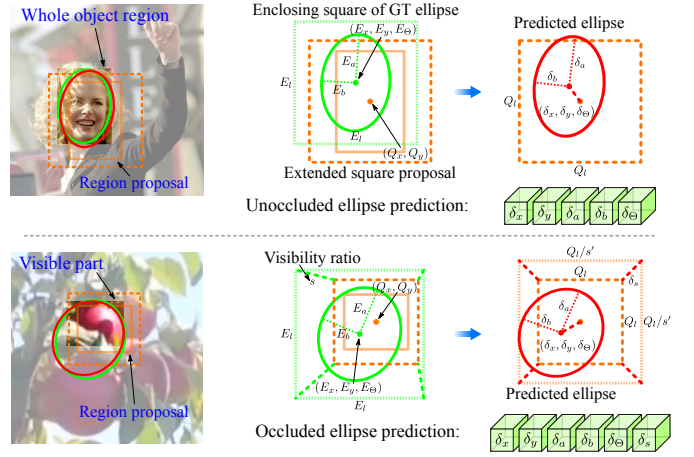 Whole object region
Region proposal
Enclosing square of GT ellipse
(E_x, E_y, E_Θ)
E_a
E_l
E_b
E_l
(Q_x, Q_y)
Extended square proposal
Predicted ellipse
δ_a
δ_b
Q_l
(δ_x, δ_y, δ_Θ)
Q_l
Unoccluded ellipse prediction:
δ_x δ_y δ_a δ_b δ_Θ
Visible part
Region proposal
Visibility ratio
s
(Q_x, Q_y)
E_a
E_l
E_b
(E_x, E_y, E_Θ)
E_l
Q_l/s′
Q_l
δ_s
δ_a
δ_b
Q_l
Q_l/s′
(δ_x, δ_y, δ_Θ)
Predicted ellipse
Occluded ellipse prediction:
δ_x δ_y δ_a δ_b δ_Θ δ_s